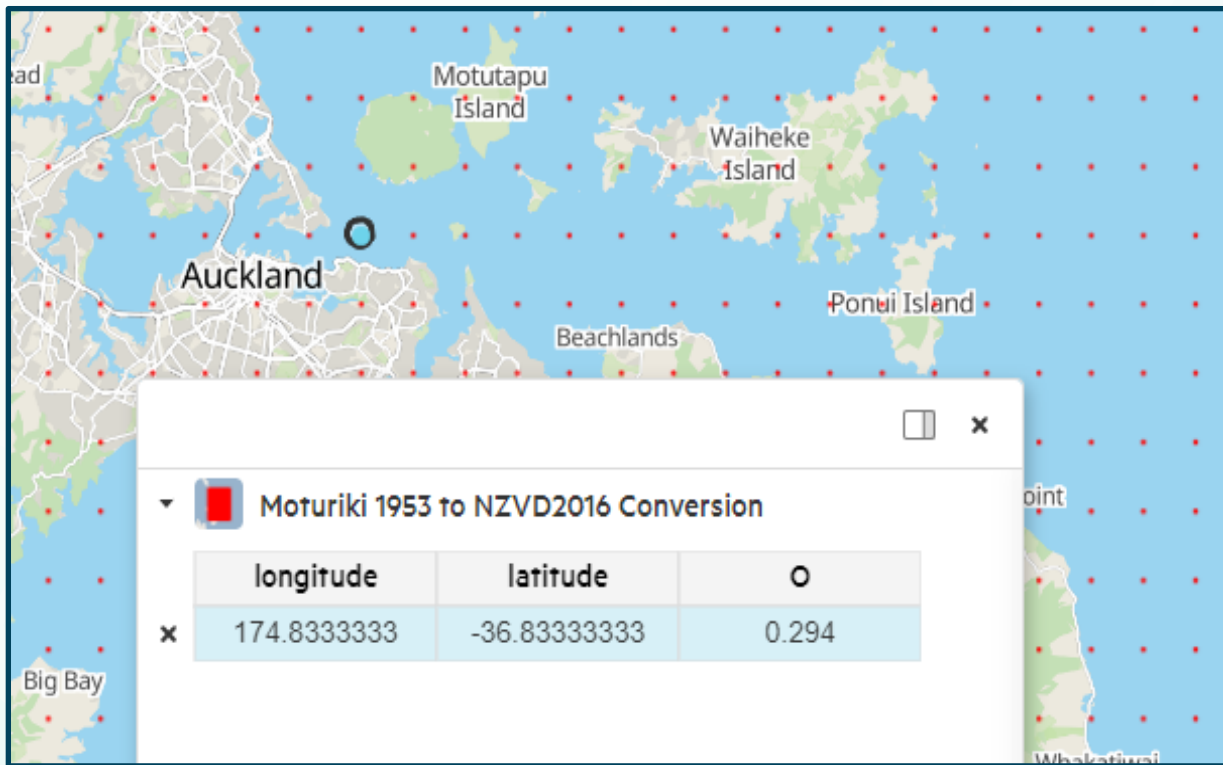 ead
Motutapu
Island
Waiheke
Island
Auckland
Ponui Island
Beachlands
Moturiki 1953 to NZVD2016 Conversion
oint
longitude latitude O
174.8333333 -36.83333333 0.294
Big Bay
Whakatiwai